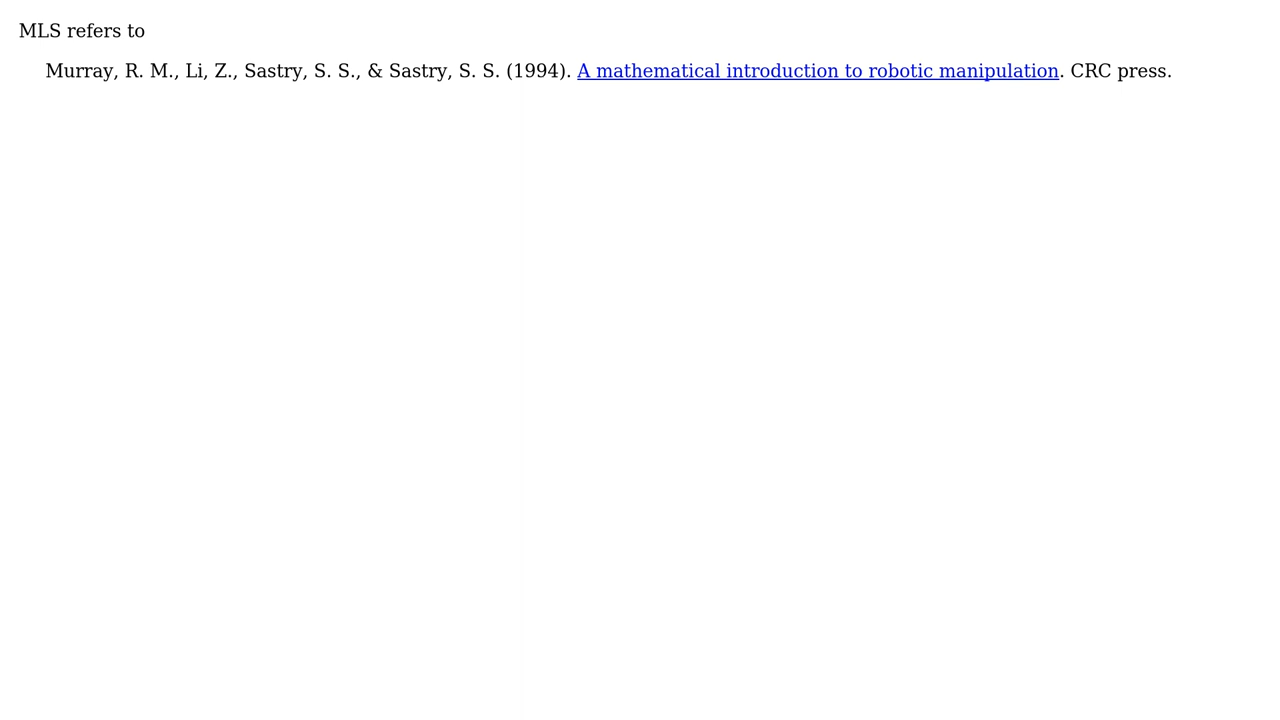 MLS refers to
Murray, R. M., Li, Z., Sastry, S. S., & Sastry, S. S. (1994). A mathematical introduction to robotic manipulation. CRC press.